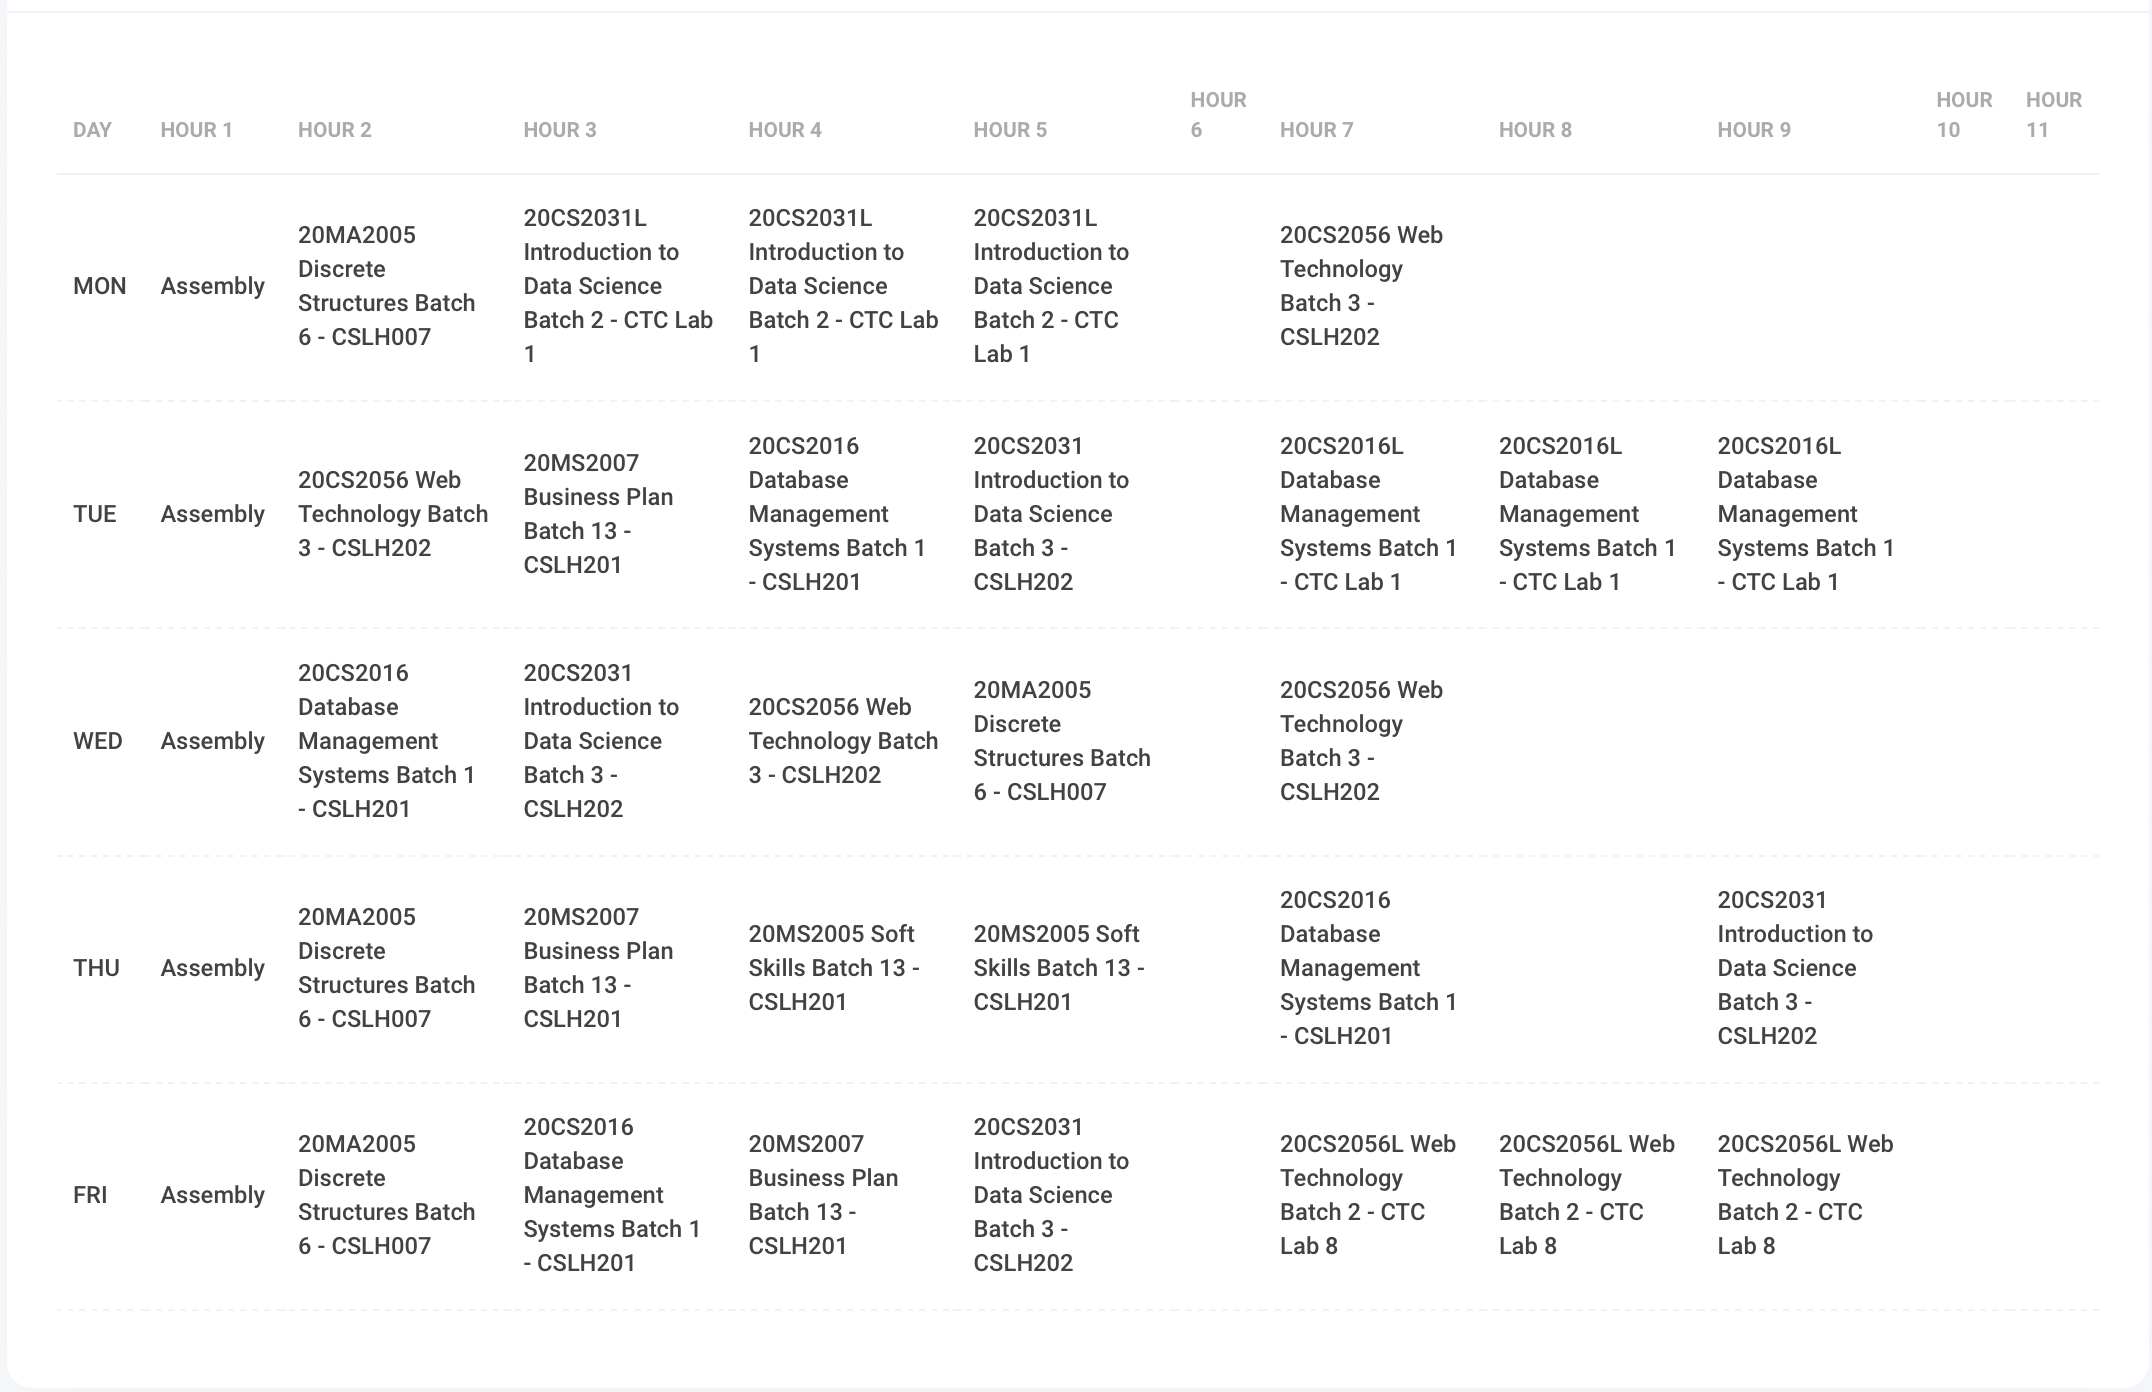 DAY
HOUR 1
HOUR 2
HOUR 3
HOUR 4
HOUR 5
HOUR
6
HOUR 7
HOUR 8
HOUR 9
HOUR
10
HOUR
11
MON
Assembly
20MA2005
Discrete
Structures Batch
6 - CSLH007
20CS2031L
Introduction to
Data Science
Batch 2 - CTC Lab
1
20CS2031L
Introduction to
Data Science
Batch 2 - CTC Lab
1
20CS2031L
Introduction to
Data Science
Batch 2 - CTC
Lab 1
20CS2056 Web
Technology
Batch 3 -
CSLH202
TUE
Assembly
20CS2056 Web
Technology Batch
3 - CSLH202
20MS2007
Business Plan
Batch 13 -
CSLH201
20CS2016
Database
Management
Systems Batch 1
- CSLH201
20CS2031
Introduction to
Data Science
Batch 3 -
CSLH202
20CS2016L
Database
Management
Systems Batch 1
- CTC Lab 1
20CS2016L
Database
Management
Systems Batch 1
- CTC Lab 1
20CS2016L
Database
Management
Systems Batch 1
- CTC Lab 1
WED
Assembly
20CS2016
Database
Management
Systems Batch 1
- CSLH201
20CS2031
Introduction to
Data Science
Batch 3 -
CSLH202
20CS2056 Web
Technology Batch
3 - CSLH202
20MA2005
Discrete
Structures Batch
6 - CSLH007
20CS2056 Web
Technology
Batch 3 -
CSLH202
THU
Assembly
20MA2005
Discrete
Structures Batch
6 - CSLH007
20MS2007
Business Plan
Batch 13 -
CSLH201
20MS2005 Soft
Skills Batch 13 -
CSLH201
20MS2005 Soft
Skills Batch 13 -
CSLH201
20CS2016
Database
Management
Systems Batch 1
- CSLH201
20CS2031
Introduction to
Data Science
Batch 3 -
CSLH202
FRI
Assembly
20MA2005
Discrete
Structures Batch
6 - CSLH007
20CS2016
Database
Management
Systems Batch 1
- CSLH201
20MS2007
Business Plan
Batch 13 -
CSLH201
20CS2031
Introduction to
Data Science
Batch 3 -
CSLH202
20CS2056L Web
Technology
Batch 2 - CTC
Lab 8
20CS2056L Web
Technology
Batch 2 - CTC
Lab 8
20CS2056L Web
Technology
Batch 2 - CTC
Lab 8